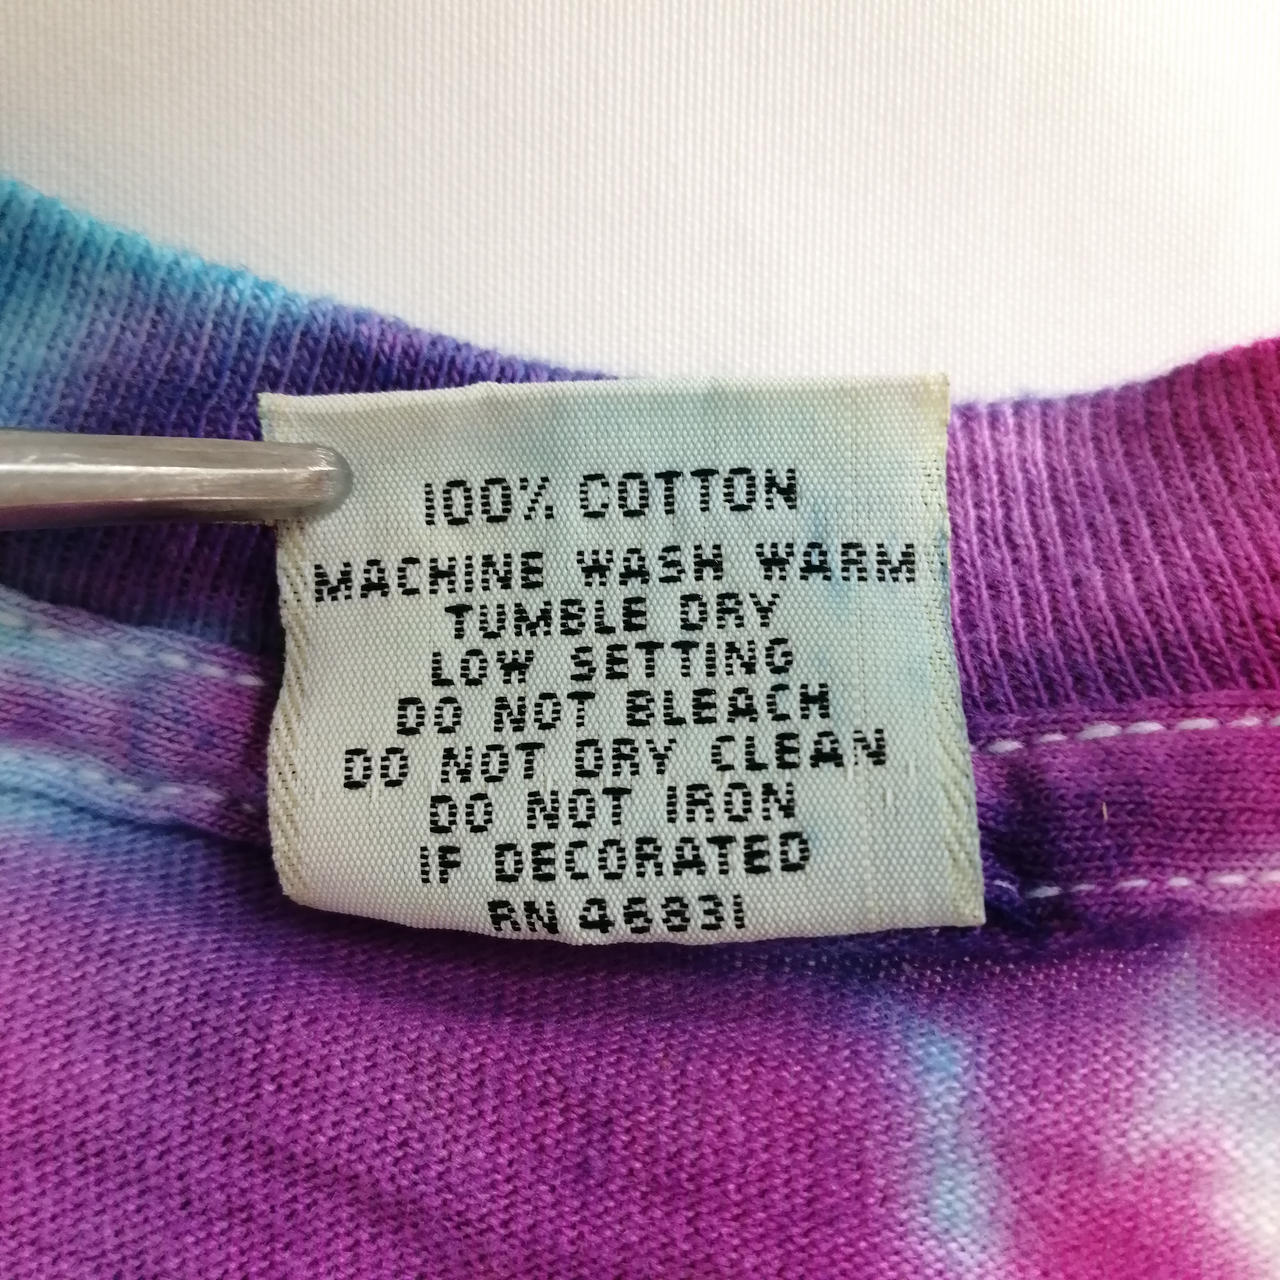 100% COTTON
MACHINE WASH WARM
TUMBLE DRY
LOW SETTING
DO NOT BLEACH
DO NOT DRY CLEAN
DO NOT IRON
IF DECORATED
RN 46831